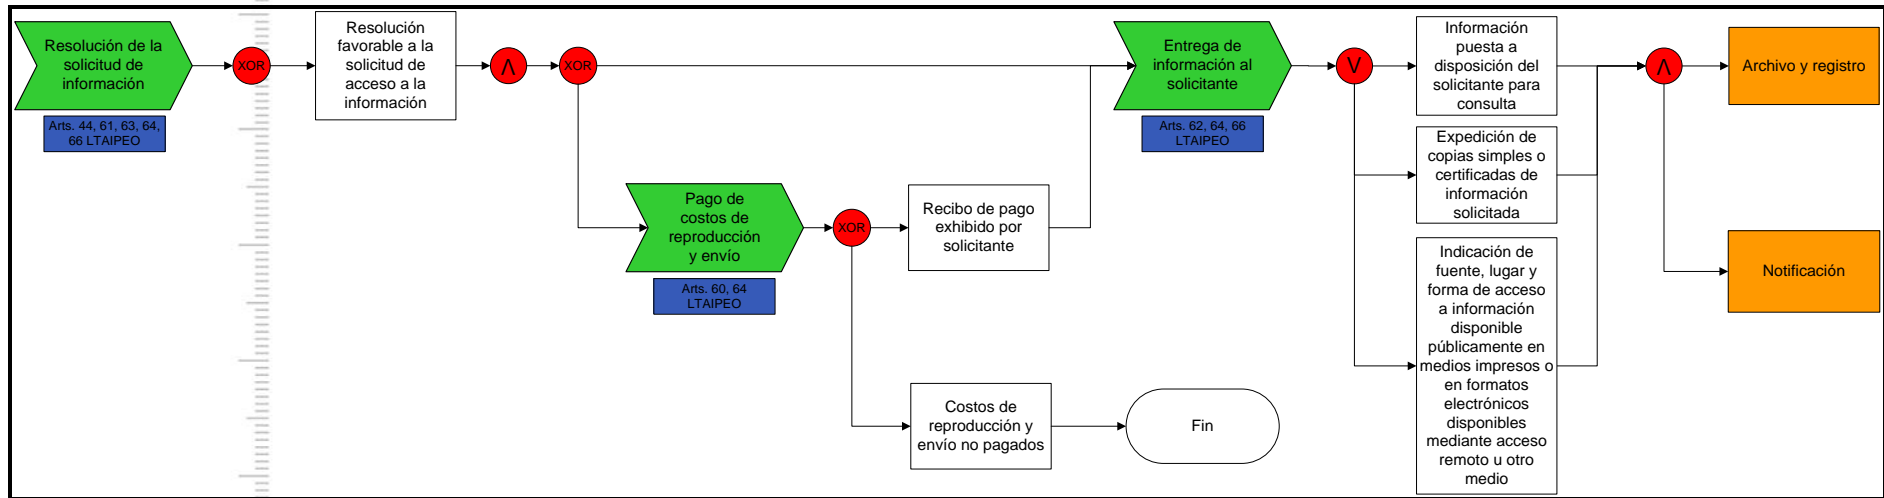 Resolución de la
solicitud de
información
Arts. 44, 61, 63, 64,
66 LTAIPEO
XOR
Resolución
favorable a la
solicitud de
acceso a la
información
Λ
XOR
Pago de
costos de
reproducción
y envío
Arts. 60, 64
LTAIPEO
XOR
Recibo de pago
exhibido por
solicitante
Costos de
reproducción y
envío no pagados
Fin
Entrega de
información al
solicitante
Arts. 62, 64, 66
LTAIPEO
V
Información
puesta a
disposición del
solicitante para
consulta
Expedición de
copias simples o
certificadas de
información
solicitada
Indicación de
fuente, lugar y
forma de acceso
a información
disponible
públicamente en
medios impresos o
en formatos
electrónicos
disponibles
mediante acceso
remoto u otro
medio
Λ
Archivo y registro
Notificación